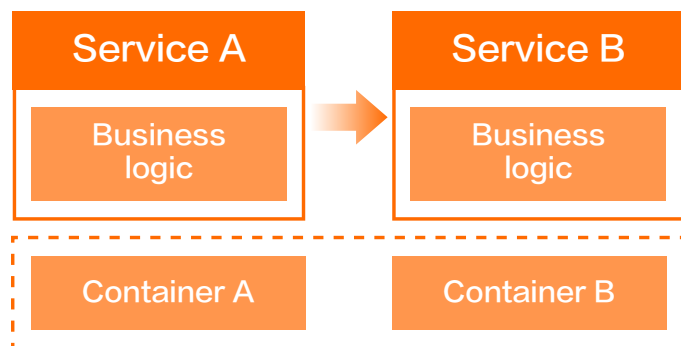 Service A
Service B
Business
logic
Business
logic
Container A
Container B